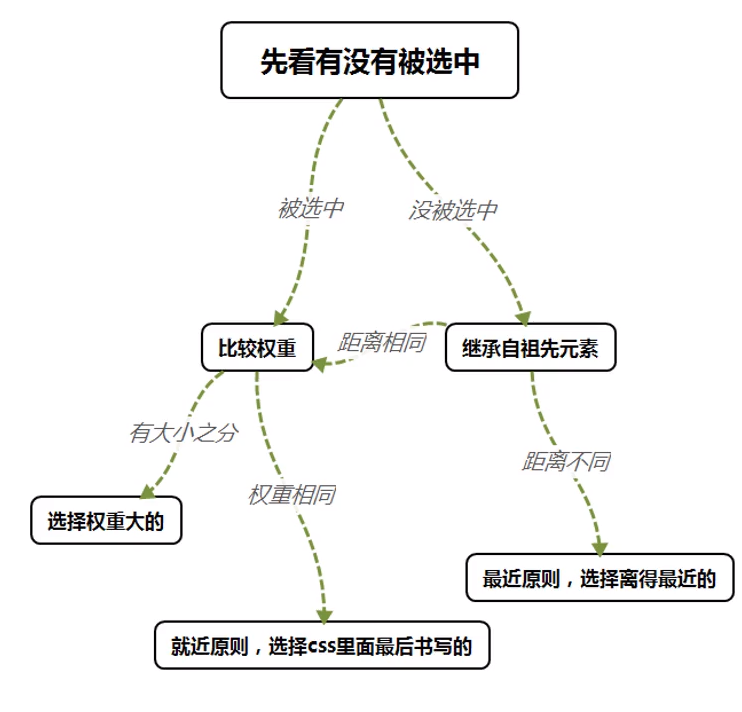 先看有没有被选中
被选中
没被选中
比较权重
距离相同
继承自祖先元素
有大小之分
距离不同
权重相同
选择权重大的
最近原则，选择离得最近的
就近原则，选择css里面最后书写的